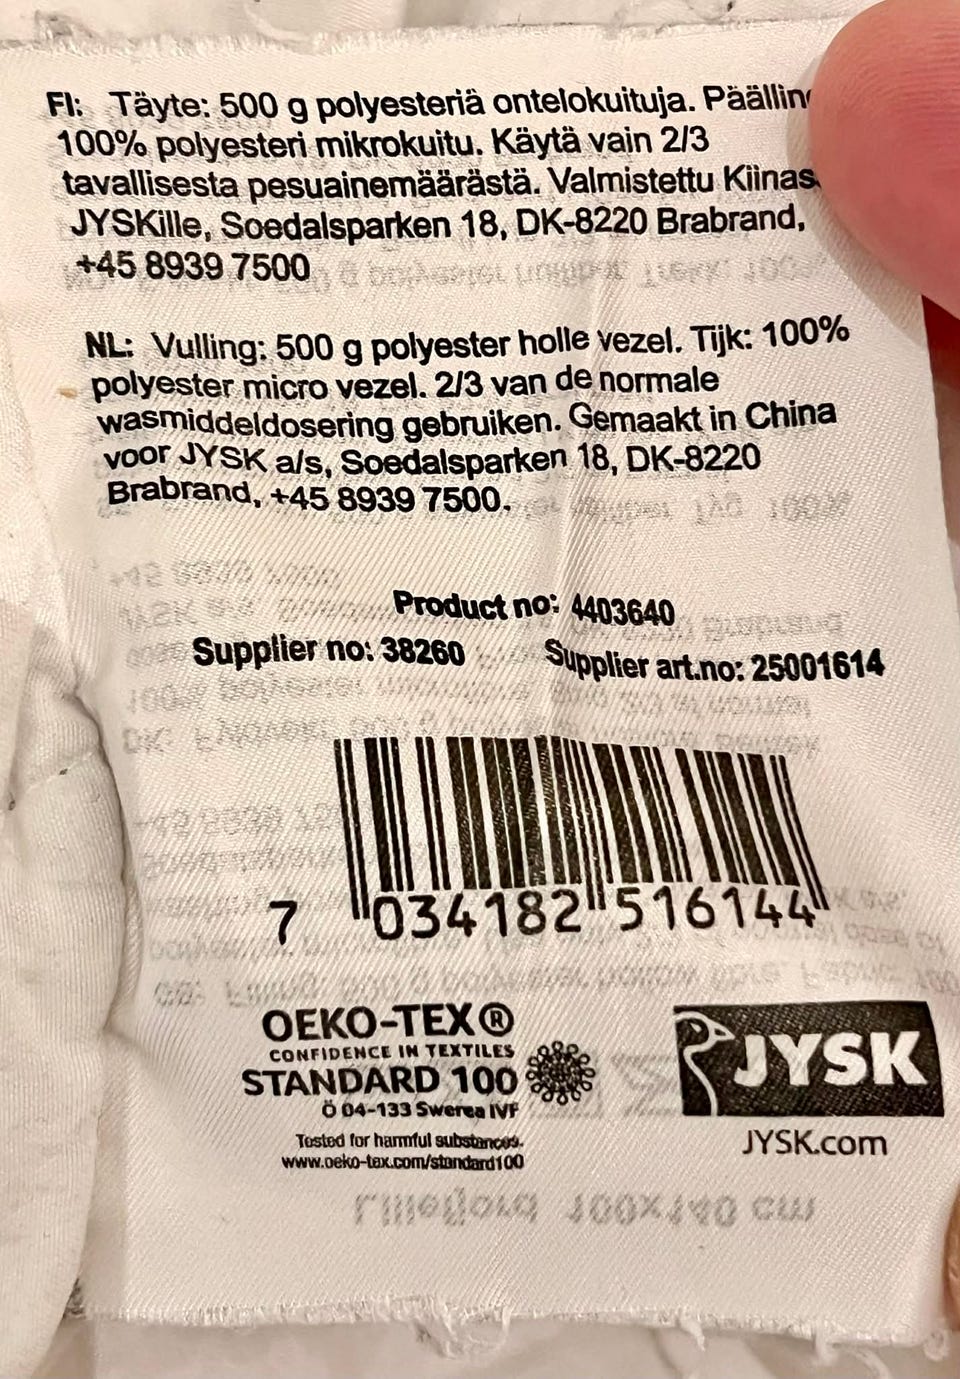 FI: Täyte: 500 g polyesteriä ontelokuituja.
100% polyesteri mikrokuitu. Käytä vain 2/3
tavallisesta pesuainemäärästä. Valmistettu
JYSKille, Soedalsparken 18, DK-8220 Brabrand,
+45 8939 7500
NL: Vulling: 500 g polyester holle vezel. Tijk: 100%
polyester micro vezel. 2/3 van de normale
wasmiddeldosering gebruiken. Gemaakt in China
voor JYSK a/s, Soedalsparken 18, DK-8220
Brabrand, +45 8939 7500.
Product no: 4403640
Supplier no: 38260 Supplier art.no: 25001614
7 034182 516144
OEKO-TEX®
CONFIDENCE IN TEXTILES
STANDARD 100
Ö 04-133 Swerea IVF
Tested for harmful substances.
www.oeko-tex.com/standard100
JYSK
JYSK.com
Lillefjord 100x140 cm